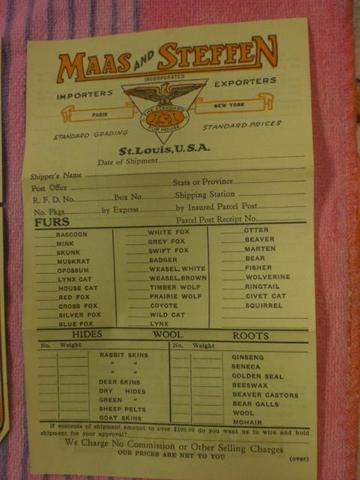 MAAS AND STEFFEN
INCORPORATED
IMPORTERS EXPORTERS
PARIS NEW YORK
FUR HOUSE
STANDARD GRADING STANDARD PRICES
St. Louis, U.S.A.
Date of Shipment
Shipper's Name
Post Office State or Province
R. F. D. No. Box No. Shipping Station
No. Pkgs. by Express by Insured Parcel Post
Parcel Post Receipt No.
FURS
RACCOON
MINK
SKUNK
MUSKRAT
OPOSSUM
LYNX CAT
HOUSE CAT
RED FOX
CROSS FOX
SILVER FOX
BLUE FOX
WHITE FOX
GREY FOX
SWIFT FOX
BADGER
WEASEL, WHITE
WEASEL, BROWN
TIMBER WOLF
PRAIRIE WOLF
COYOTE
WILD CAT
LYNX
OTTER
BEAVER
MARTEN
BEAR
FISHER
WOLVERINE
RINGTAIL
CIVET CAT
SQUIRREL
HIDES WOOL ROOTS
No. Weight No. Weight
RABBIT SKINS
" "
" "
DEER SKINS
DRY HIDES
GREEN "
SHEEP PELTS
GOAT SKINS
GINSENG
SENECA
GOLDEN SEAL
BEESWAX
BEAVER CASTORS
BEAR GALLS
WOOL
MOHAIR
If contents of shipment amount to over $100.00 do you want us to wire and hold
shipment for your approval?
We Charge No Commission or Other Selling Charges
OUR PRICES ARE NET TO YOU (over)